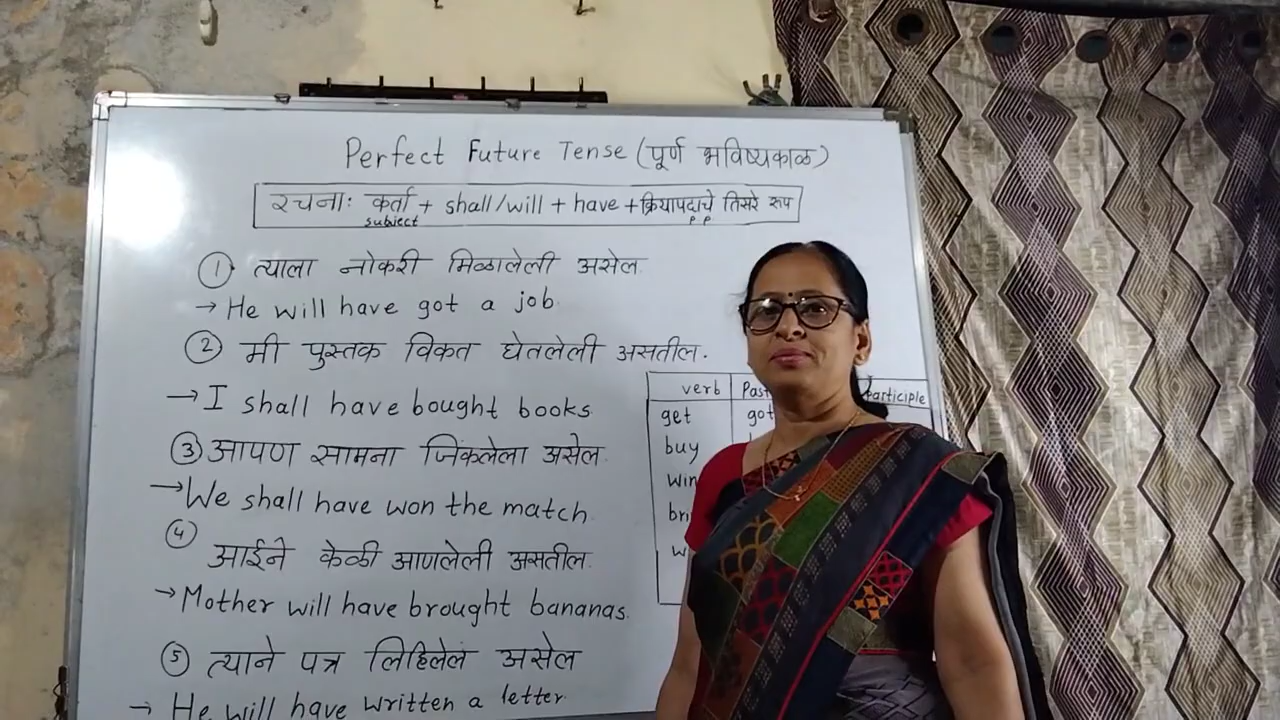 Perfect Future Tense (पूर्ण भविष्यकाळ)
रचनाः कर्ता + shall/will + have + क्रियापदाचे तिसरे रूप
subject P P
① त्याला नोकरी मिळालेली असेल.
→ He will have got a job.
② मी पुस्तक विकत घेतलेली असतील.
→ I shall have bought books.
③ आपण सामना जिंकलेला असेल.
→ We shall have won the match.
④ आईने केळी आणलेली असतील.
→ Mother will have brought bananas.
⑤ त्याने पत्र लिहिलेलं असेल
→ He will have written a letter.
verb Past participle
get got
buy